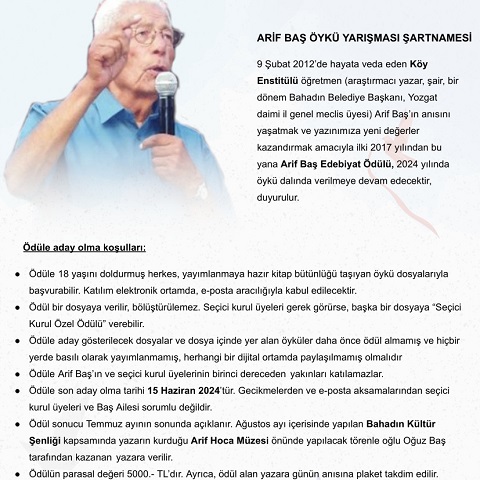 ARİF BAŞ ÖYKÜ YARIŞMASI ŞARTNAMESİ
9 Şubat 2012’de hayata veda eden Köy
Enstitülü öğretmen (araştırmacı yazar, şair, bir
dönem Bahadın Belediye Başkanı, Yozgat
daimi il genel meclis üyesi) Arif Baş’ın anısını
yaşatmak ve yazınımıza yeni değerler
kazandırmak amacıyla ilki 2017 yılından bu
yana Arif Baş Edebiyat Ödülü, 2024 yılında
öykü dalında verilmeye devam edecektir,
duyurulur.
Ödüle aday olma koşulları:
● Ödüle 18 yaşını doldurmuş herkes, yayımlanmaya hazır kitap bütünlüğü taşıyan öykü dosyalarıyla
başvurabilir. Katılım elektronik ortamda, e-posta aracılığıyla kabul edilecektir.
● Ödül bir dosyaya verilir, bölüştürülemez. Seçici kurul üyeleri gerek görürse, başka bir dosyaya “Seçici
Kurul Özel Ödülü” verebilir.
● Ödüle aday gösterilecek dosyalar ve dosya içinde yer alan öyküler daha önce ödül almamış ve hiçbir
yerde basılı olarak yayımlanmamış, herhangi bir dijital ortamda paylaşılmamış olmalıdır
● Ödüle Arif Baş’ın ve seçici kurul üyelerinin birinci dereceden yakınları katılamazlar.
● Ödüle son aday olma tarihi 15 Haziran 2024’tür. Gecikmelerden ve e-posta aksamalarından seçici
kurul üyeleri ve Baş Ailesi sorumlu değildir.
● Ödül sonucu Temmuz ayının sonunda açıklanır. Ağustos ayı içerisinde yapılan Bahadın Kültür
Şenliği kapsamında yazarın kurduğu Arif Hoca Müzesi önünde yapılacak törenle oğlu Oğuz Baş
tarafından kazanan yazara verilir.
● Ödülün parasal değeri 5000.- TL’dır. Ayrıca, ödül alan yazara günün anısına plaket takdim edilir.